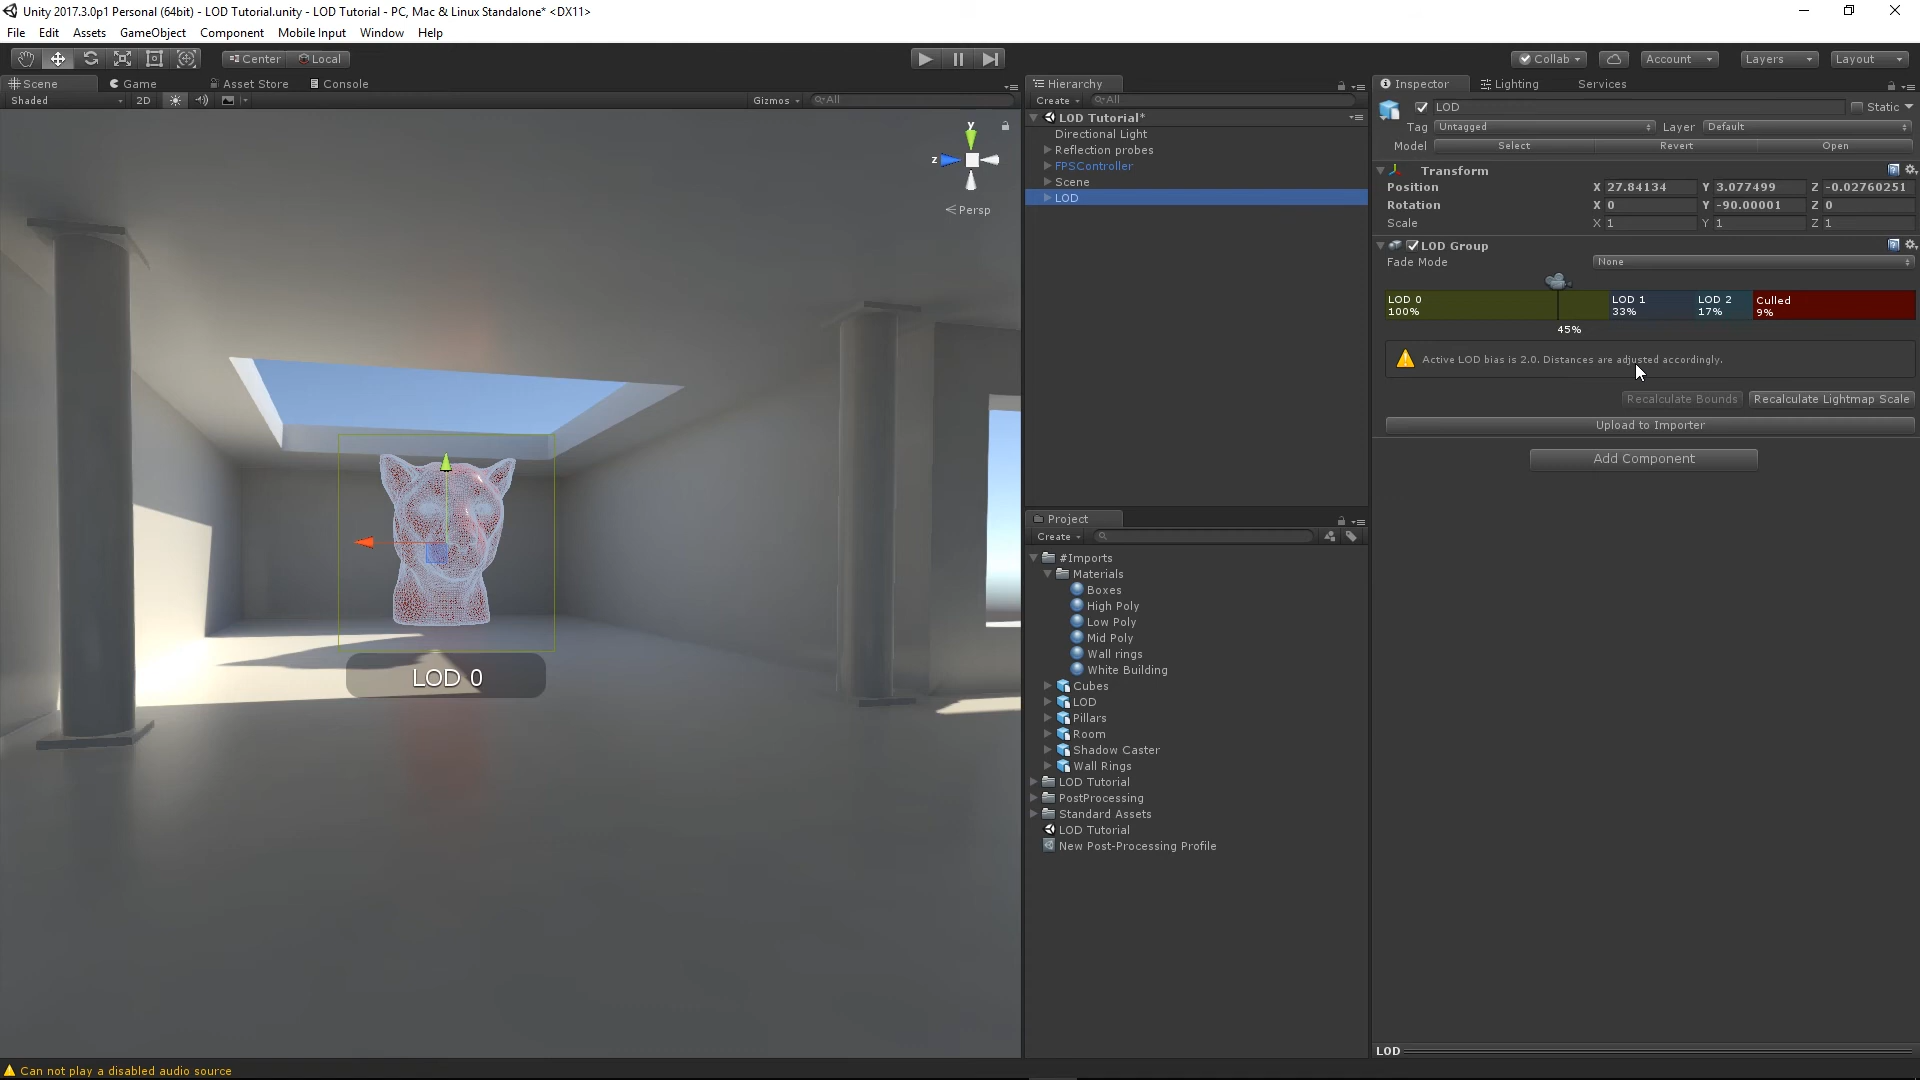 Unity 2017.3.0p1 Personal (64bit) - LOD Tutorial.unity - LOD Tutorial - PC, Mac & Linux Standalone* <DX11>
File Edit Assets GameObject Component Mobile Input Window Help
Center Local
Collab Account Layers Layout
Scene Game Asset Store Console
Shaded 2D Gizmos All
y
z
Persp
LOD 0
Hierarchy
Create All
LOD Tutorial*
Directional Light
Reflection probes
FPSController
Scene
LOD
Project
Create
#Imports
Materials
Boxes
High Poly
Low Poly
Mid Poly
Wall rings
White Building
Cubes
LOD
Pillars
Room
Shadow Caster
Wall Rings
LOD Tutorial
PostProcessing
Standard Assets
LOD Tutorial
New Post-Processing Profile
Inspector Lighting Services
LOD Static
Tag Untagged Layer Default
Model Select Revert Open
Transform
Position X 27.84134 Y 3.077499 Z -0.02760251
Rotation X 0 Y -90.00001 Z 0
Scale X 1 Y 1 Z 1
LOD Group
Fade Mode None
LOD 0 LOD 1 LOD 2 Culled
100% 33% 17% 9%
45%
Active LOD bias is 2.0. Distances are adjusted accordingly.
Recalculate Bounds Recalculate Lightmap Scale
Upload to Importer
Add Component
LOD
Can not play a disabled audio source